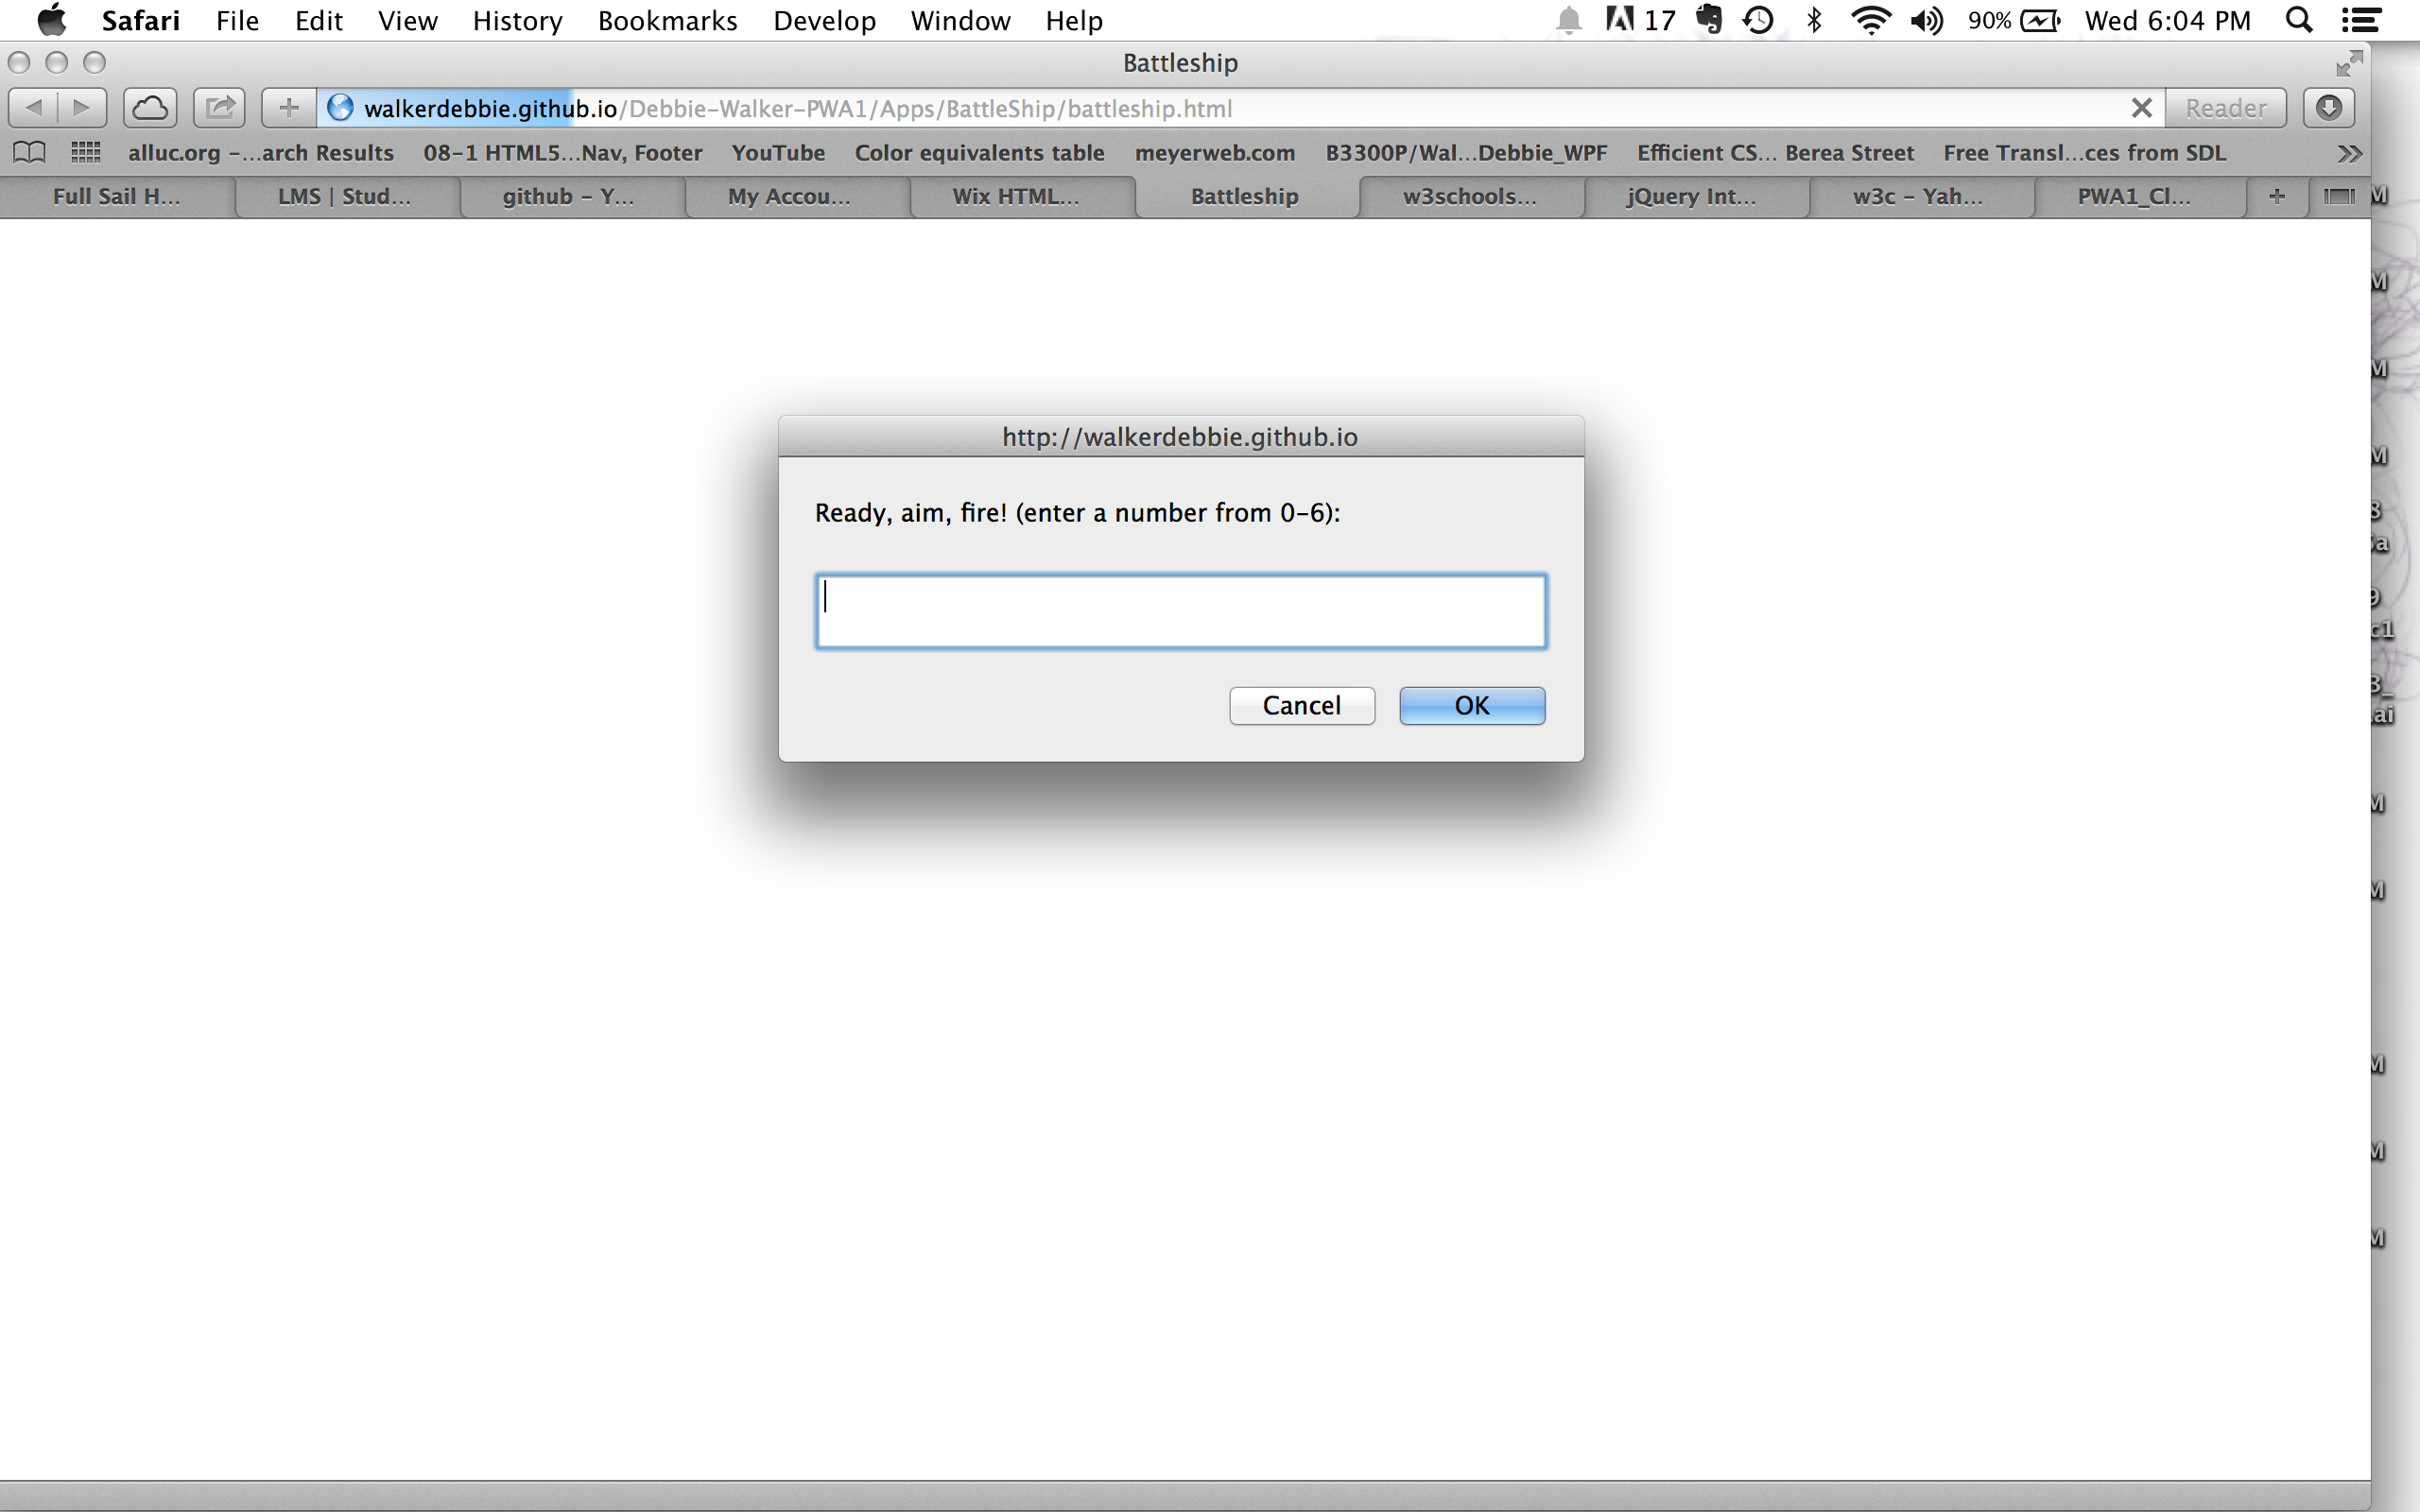 Safari File Edit View History Bookmarks Develop Window Help 17 90% Wed 6:04 PM
Battleship
walkerdebbie.github.io/Debbie-Walker-PWA1/Apps/BattleShip/battleship.html Reader
alluc.org –...arch Results 08-1 HTML5...Nav, Footer YouTube Color equivalents table meyerweb.com B3300P/Wal...Debbie_WPF Efficient CS... Berea Street Free Transl...ces from SDL
Full Sail H... LMS | Stud... github – Y... My Accou... Wix HTML... Battleship w3schools... jQuery Int... w3c – Yah... PWA1_Cl...
http://walkerdebbie.github.io
Ready, aim, fire! (enter a number from 0-6):
Cancel OK